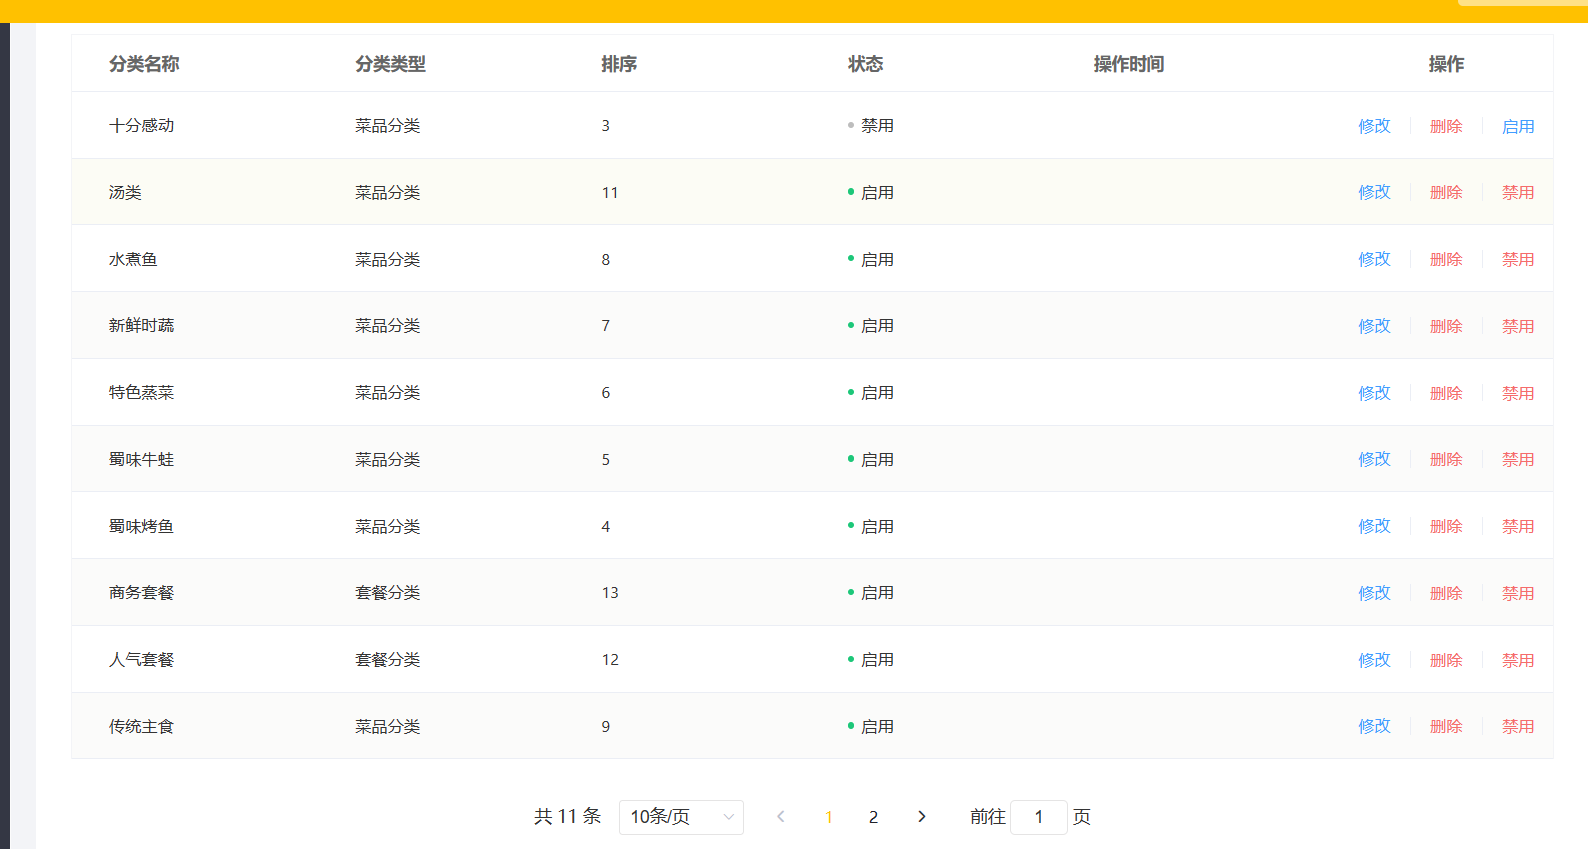 分类名称 分类类型 排序 状态 操作时间 操作
十分感动 菜品分类 3 禁用 修改 删除 启用
汤类 菜品分类 11 启用 修改 删除 禁用
水煮鱼 菜品分类 8 启用 修改 删除 禁用
新鲜时蔬 菜品分类 7 启用 修改 删除 禁用
特色蒸菜 菜品分类 6 启用 修改 删除 禁用
蜀味牛蛙 菜品分类 5 启用 修改 删除 禁用
蜀味烤鱼 菜品分类 4 启用 修改 删除 禁用
商务套餐 套餐分类 13 启用 修改 删除 禁用
人气套餐 套餐分类 12 启用 修改 删除 禁用
传统主食 菜品分类 9 启用 修改 删除 禁用
共 11 条 10条/页 1 2 前往 1 页